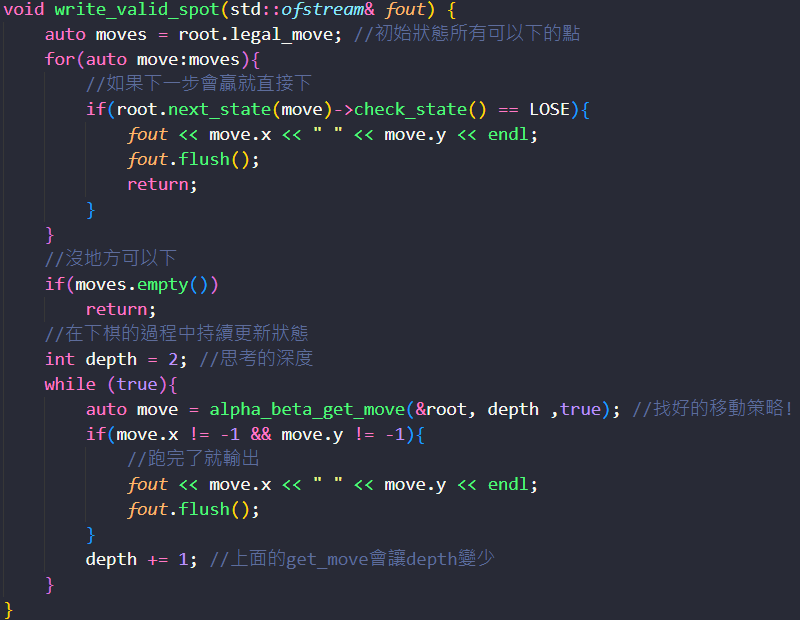 void write_valid_spot(std::ofstream& fout) {
    auto moves = root.legal_move; //初始狀態所有可以下的點
    for(auto move:moves){
        //如果下一步會贏就直接下
        if(root.next_state(move)->check_state() == LOSE){
            fout << move.x << " " << move.y << endl;
            fout.flush();
            return;
        }
    }
    //沒地方可以下
    if(moves.empty())
        return;
    //在下棋的過程中持續更新狀態
    int depth = 2; //思考的深度
    while (true){
        auto move = alpha_beta_get_move(&root, depth ,true); //找好的移動策略!
        if(move.x != -1 && move.y != -1){
            //跑完了就輸出
            fout << move.x << " " << move.y << endl;
            fout.flush();
        }
        depth += 1; //上面的get_move會讓depth變少
    }
}